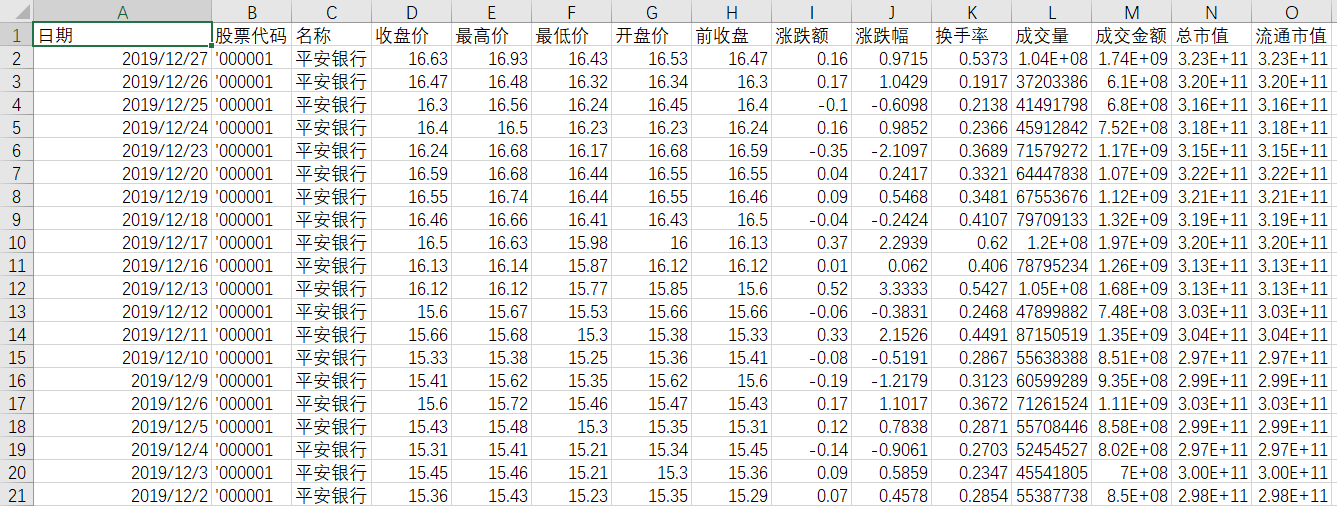 A B C D E F G H I J K L M N O
1 日期 股票代码 名称 收盘价 最高价 最低价 开盘价 前收盘 涨跌额 涨跌幅 换手率 成交量 成交金额 总市值 流通市值
2 2019/12/27 '000001 平安银行 16.63 16.93 16.43 16.53 16.47 0.16 0.9715 0.5373 1.04E+08 1.74E+09 3.23E+11 3.23E+11
3 2019/12/26 '000001 平安银行 16.47 16.48 16.32 16.34 16.3 0.17 1.0429 0.1917 37203386 6.1E+08 3.20E+11 3.20E+11
4 2019/12/25 '000001 平安银行 16.3 16.56 16.24 16.45 16.4 -0.1 -0.6098 0.2138 41491798 6.8E+08 3.16E+11 3.16E+11
5 2019/12/24 '000001 平安银行 16.4 16.5 16.23 16.23 16.24 0.16 0.9852 0.2366 45912842 7.52E+08 3.18E+11 3.18E+11
6 2019/12/23 '000001 平安银行 16.24 16.68 16.17 16.68 16.59 -0.35 -2.1097 0.3689 71579272 1.17E+09 3.15E+11 3.15E+11
7 2019/12/20 '000001 平安银行 16.59 16.68 16.44 16.55 16.55 0.04 0.2417 0.3321 64447838 1.07E+09 3.22E+11 3.22E+11
8 2019/12/19 '000001 平安银行 16.55 16.74 16.44 16.55 16.46 0.09 0.5468 0.3481 67553676 1.12E+09 3.21E+11 3.21E+11
9 2019/12/18 '000001 平安银行 16.46 16.66 16.41 16.43 16.5 -0.04 -0.2424 0.4107 79709133 1.32E+09 3.19E+11 3.19E+11
10 2019/12/17 '000001 平安银行 16.5 16.63 15.98 16 16.13 0.37 2.2939 0.62 1.2E+08 1.97E+09 3.20E+11 3.20E+11
11 2019/12/16 '000001 平安银行 16.13 16.14 15.87 16.12 16.12 0.01 0.062 0.406 78795234 1.26E+09 3.13E+11 3.13E+11
12 2019/12/13 '000001 平安银行 16.12 16.12 15.77 15.85 15.6 0.52 3.3333 0.5427 1.05E+08 1.68E+09 3.13E+11 3.13E+11
13 2019/12/12 '000001 平安银行 15.6 15.67 15.53 15.66 15.66 -0.06 -0.3831 0.2468 47899882 7.48E+08 3.03E+11 3.03E+11
14 2019/12/11 '000001 平安银行 15.66 15.68 15.3 15.38 15.33 0.33 2.1526 0.4491 87150519 1.35E+09 3.04E+11 3.04E+11
15 2019/12/10 '000001 平安银行 15.33 15.38 15.25 15.36 15.41 -0.08 -0.5191 0.2867 55638388 8.51E+08 2.97E+11 2.97E+11
16 2019/12/9 '000001 平安银行 15.41 15.62 15.35 15.62 15.6 -0.19 -1.2179 0.3123 60599289 9.35E+08 2.99E+11 2.99E+11
17 2019/12/6 '000001 平安银行 15.6 15.72 15.46 15.47 15.43 0.17 1.1017 0.3672 71261524 1.11E+09 3.03E+11 3.03E+11
18 2019/12/5 '000001 平安银行 15.43 15.48 15.3 15.35 15.31 0.12 0.7838 0.2871 55708446 8.58E+08 2.99E+11 2.99E+11
19 2019/12/4 '000001 平安银行 15.31 15.41 15.21 15.34 15.45 -0.14 -0.9061 0.2703 52454527 8.02E+08 2.97E+11 2.97E+11
20 2019/12/3 '000001 平安银行 15.45 15.46 15.21 15.3 15.36 0.09 0.5859 0.2347 45541805 7E+08 3.00E+11 3.00E+11
21 2019/12/2 '000001 平安银行 15.36 15.43 15.23 15.35 15.29 0.07 0.4578 0.2854 55387738 8.5E+08 2.98E+11 2.98E+11